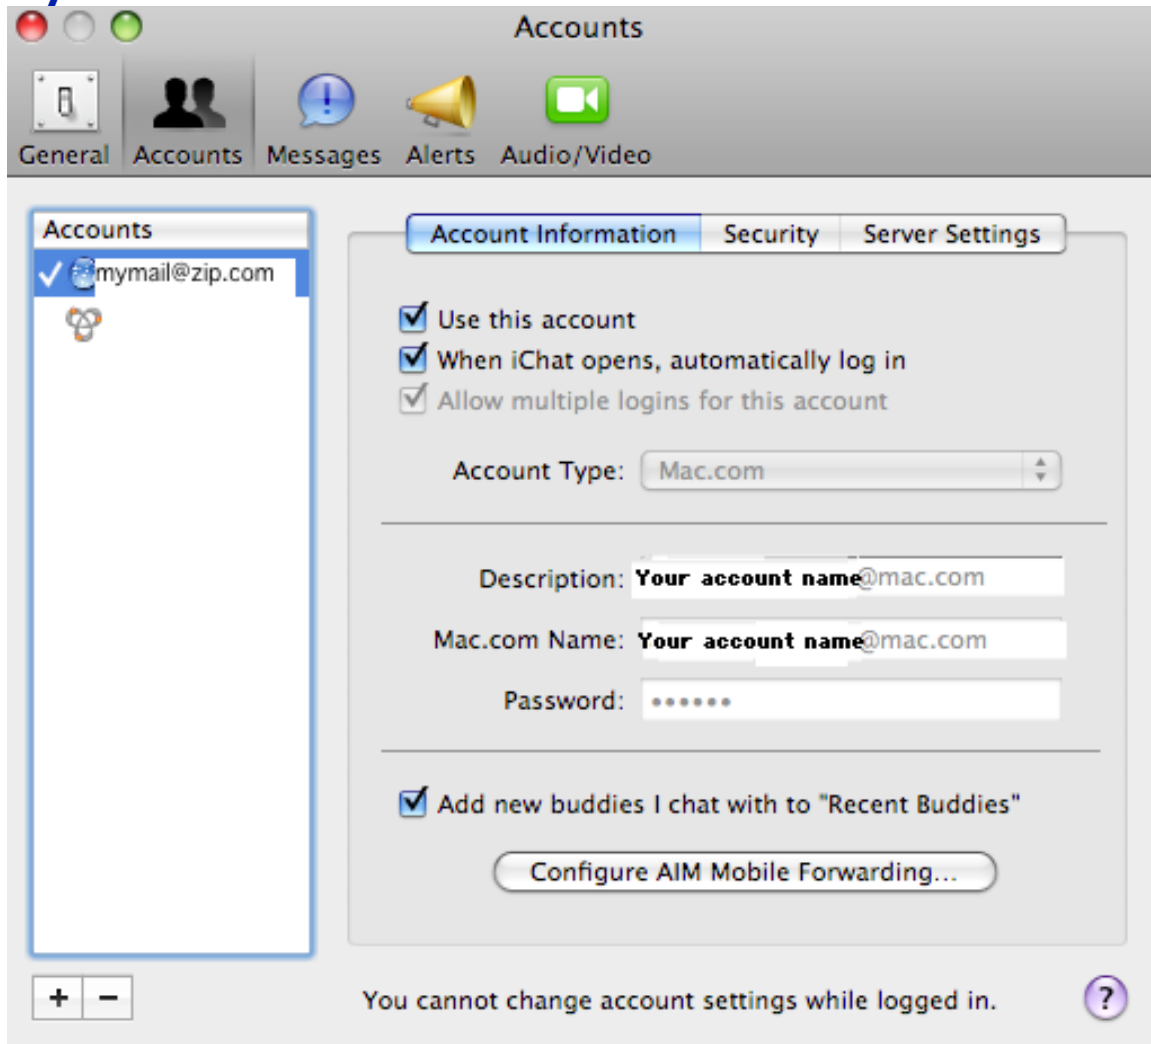 Accounts
General Accounts Messages Alerts Audio/Video
Accounts
mymail@zip.com
Account Information Security Server Settings
Use this account
When iChat opens, automatically log in
Allow multiple logins for this account
Account Type: Mac.com
Description: Your account name@mac.com
Mac.com Name: Your account name@mac.com
Password: ••••••
Add new buddies I chat with to "Recent Buddies"
Configure AIM Mobile Forwarding...
+ − You cannot change account settings while logged in. ?